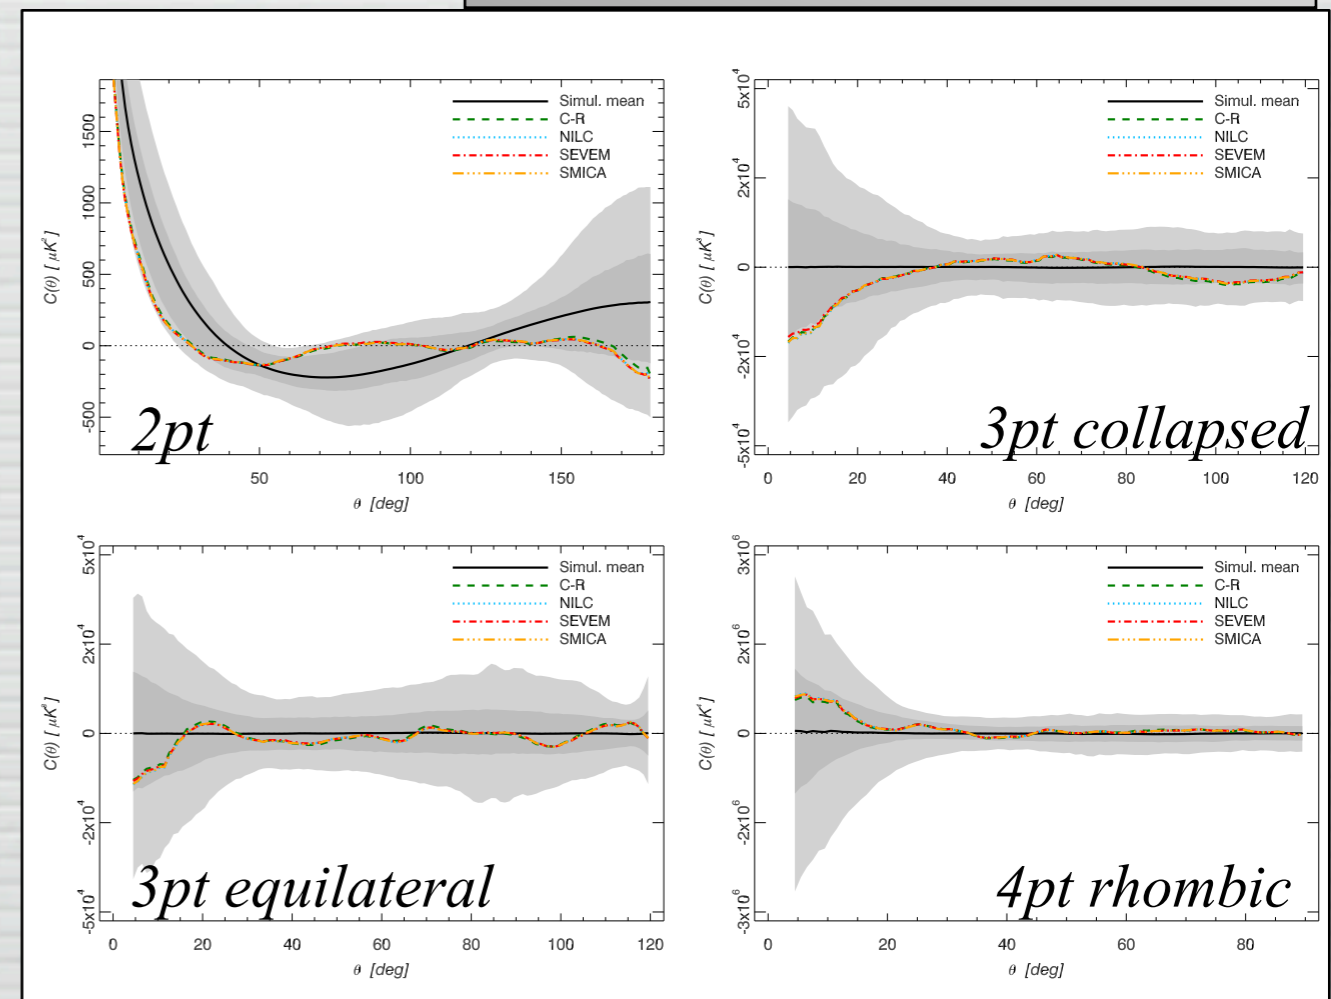 1500
1000
500
0
-500
C(θ) [ μK² ]
Simul. mean
C-R
NILC
SEVEM
SMICA
2pt
50
100
150
θ [deg]
5x10⁴
2x10⁴
0
-2x10⁴
-5x10⁴
C(θ) [ μK³ ]
Simul. mean
C-R
NILC
SEVEM
SMICA
3pt collapsed
0
20
40
60
80
100
120
θ [deg]
5x10⁴
2x10⁴
0
-2x10⁴
-5x10⁴
C(θ) [ μK³ ]
Simul. mean
C-R
NILC
SEVEM
SMICA
3pt equilateral
0
20
40
60
80
100
120
θ [deg]
3x10⁶
2x10⁶
0
-2x10⁶
-3x10⁶
C(θ) [ μK⁴ ]
Simul. mean
C-R
NILC
SEVEM
SMICA
4pt rhombic
0
20
40
60
80
θ [deg]